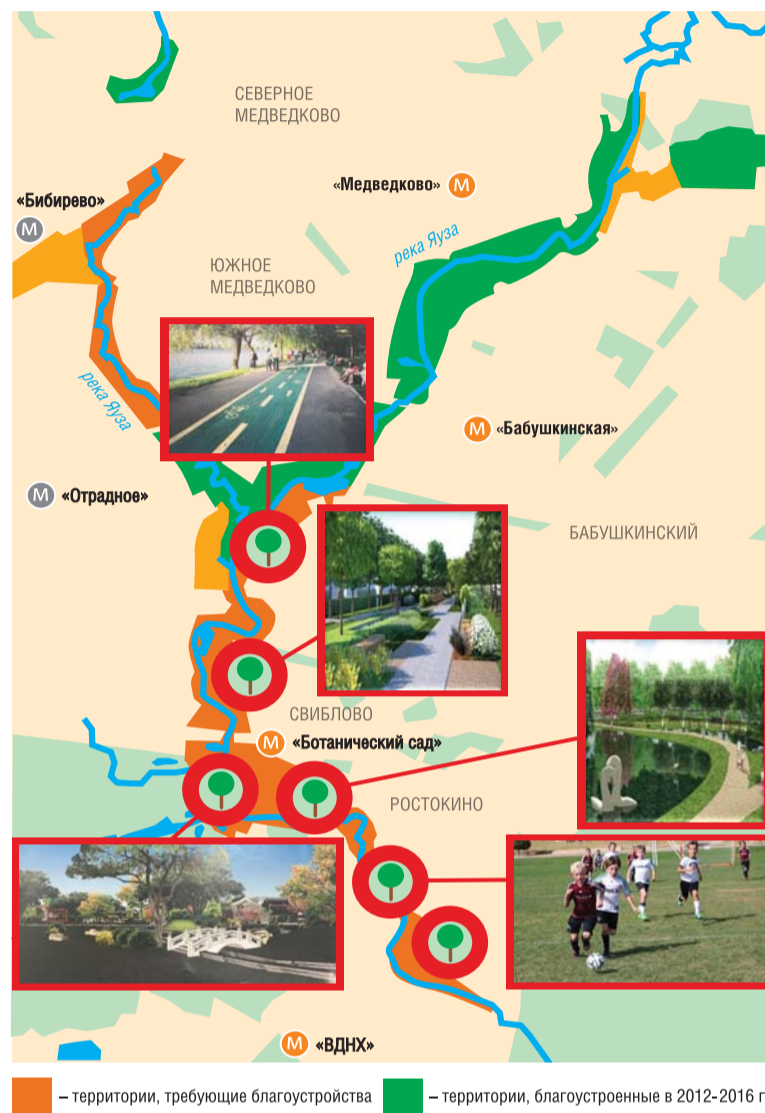 СЕВЕРНОЕ
МЕДВЕДКОВО
«Медведково» М
«Бибирево»
М
река Яуза
ЮЖНОЕ
МЕДВЕДКОВО
река Яуза
М «Бабушкинская»
М «Отрадное»
БАБУШКИНСКИЙ
СВИБЛОВО
М «Ботанический сад»
РОСТОКИНО
М «ВДНХ»
– территории, требующие благоустройства
– территории, благоустроенные в 2012-2016 г